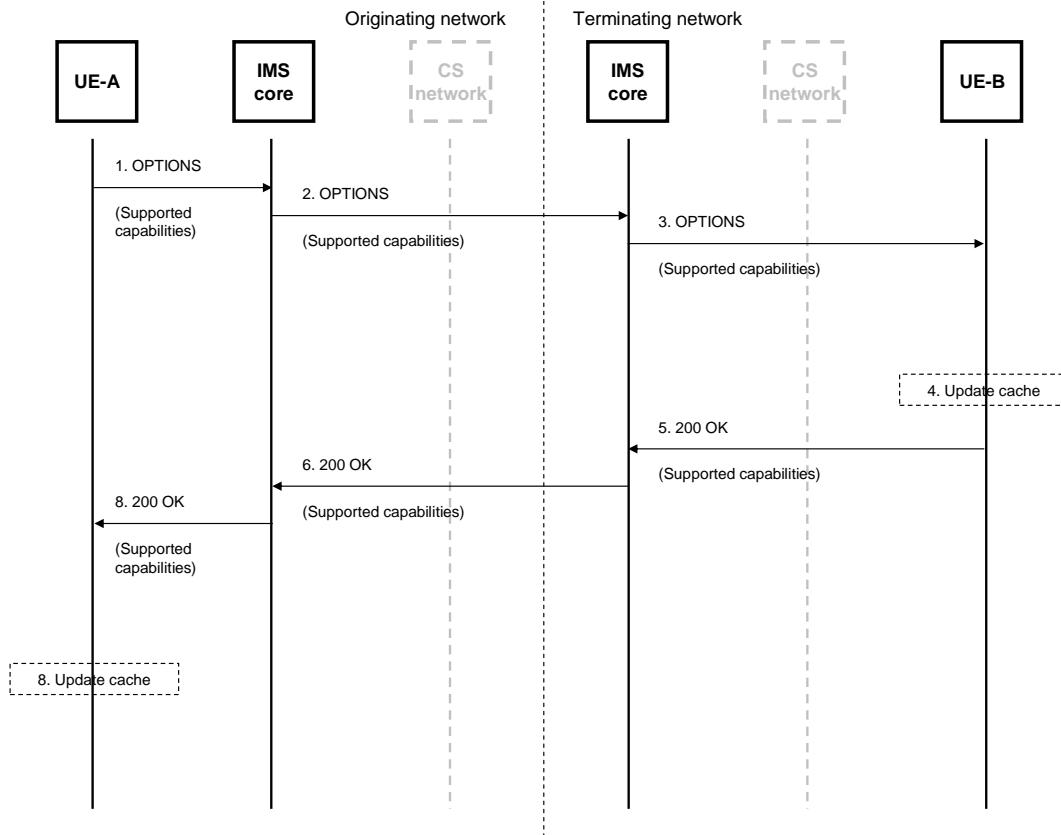 Originating network
Terminating network
UE-A
IMS
core
CS
network
IMS
core
CS
network
UE-B
1. OPTIONS
(Supported
capabilities)
2. OPTIONS
(Supported capabilities)
3. OPTIONS
(Supported capabilities)
4. Update cache
5. 200 OK
(Supported capabilities)
6. 200 OK
(Supported capabilities)
8. 200 OK
(Supported
capabilities)
8. Update cache